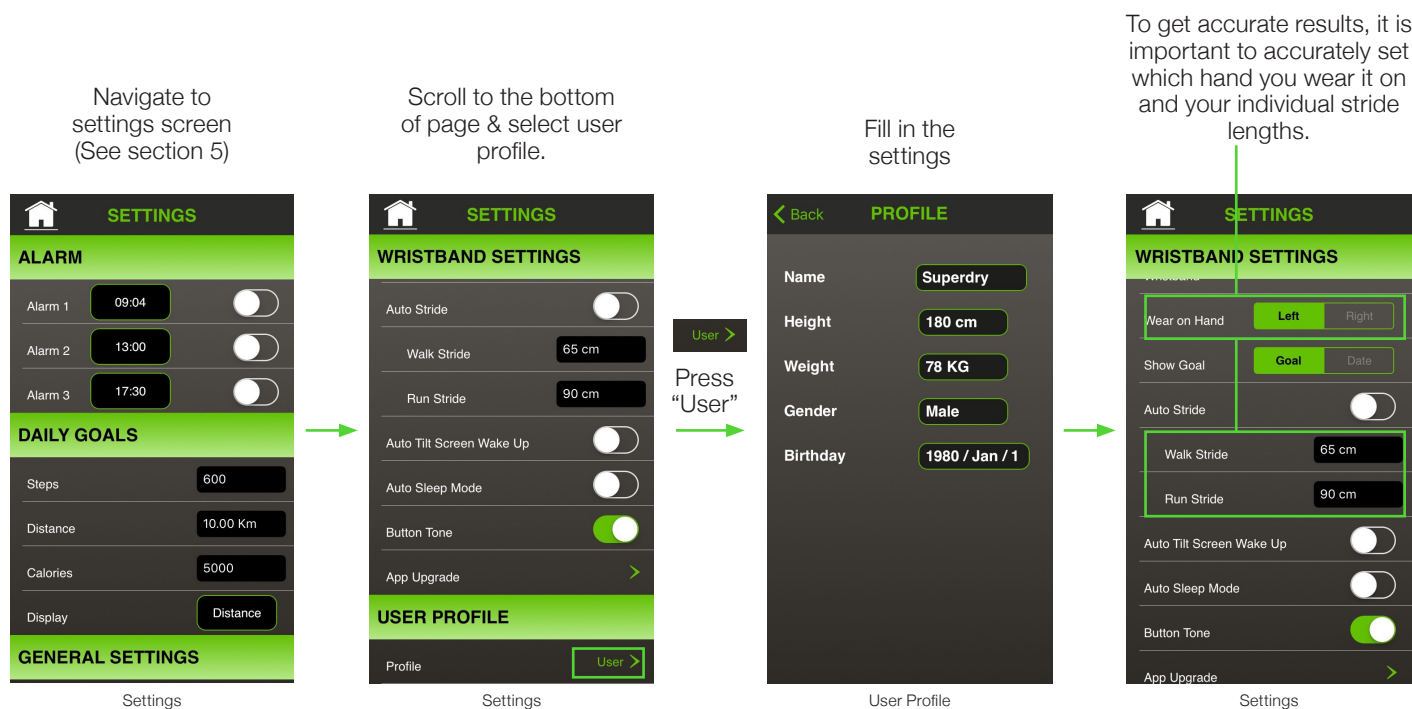 Navigate to
settings screen
(See section 5)
SETTINGS
ALARM
Alarm 1 09:04
Alarm 2 13:00
Alarm 3 17:30
DAILY GOALS
Steps 600
Distance 10.00 Km
Calories 5000
Display Distance
GENERAL SETTINGS
Settings
Scroll to the bottom
of page & select user
profile.
SETTINGS
WRISTBAND SETTINGS
Auto Stride
Walk Stride 65 cm
Run Stride 90 cm
Auto Tilt Screen Wake Up
Auto Sleep Mode
Button Tone
App Upgrade
USER PROFILE
Profile User
Settings
User
Press
“User”
Fill in the
settings
Back PROFILE
Name Superdry
Height 180 cm
Weight 78 KG
Gender Male
Birthday 1980 / Jan / 1
User Profile
To get accurate results, it is
important to accurately set
which hand you wear it on
and your individual stride
lengths.
SETTINGS
WRISTBAND SETTINGS
Wear on Hand Left Right
Show Goal Goal Date
Auto Stride
Walk Stride 65 cm
Run Stride 90 cm
Auto Tilt Screen Wake Up
Auto Sleep Mode
Button Tone
App Upgrade
Settings